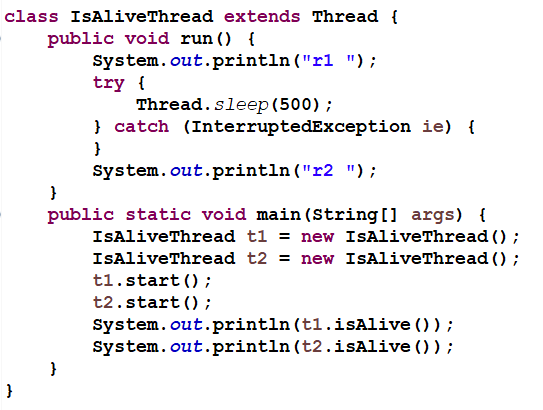 class IsAliveThread extends Thread {
    public void run() {
        System.out.println("r1 ");
        try {
            Thread.sleep(500);
        } catch (InterruptedException ie) {
        }
        System.out.println("r2 ");
    }
    public static void main(String[] args) {
        IsAliveThread t1 = new IsAliveThread();
        IsAliveThread t2 = new IsAliveThread();
        t1.start();
        t2.start();
        System.out.println(t1.isAlive());
        System.out.println(t2.isAlive());
    }
}